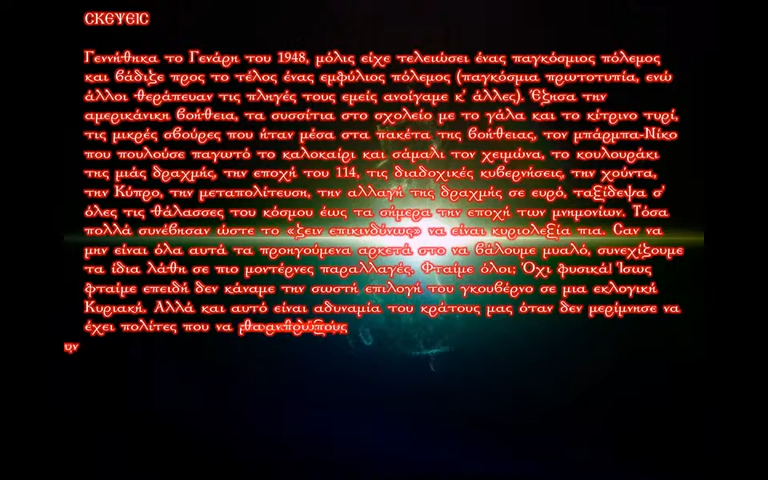 ΣΚΕΨΕΙΣ
Γεννήθηκα το Γενάρη του 1948, μόλις είχε τελειώσει ένας παγκόσμιος πόλεμος
και βάδιζε προς το τέλος ένας εμφύλιος πόλεμος (παγκόσμια πρωτοτυπία, ενώ
άλλοι θεράπευαν τις πληγές τους εμείς ανοίγαμε κ' άλλες). Έζησα την
αμερικάνικη βοήθεια, τα συσσίτια στο σχολείο με το γάλα και το κίτρινο τυρί,
τις μικρές σβούρες που ήταν μέσα στα πακέτα της βοήθειας, τον μπάρμπα-Νίκο
που πουλούσε παγωτό το καλοκαίρι και σάμαλι τον χειμώνα, το κουλουράκι
της μιάς δραχμής, την εποχή του 114, τις διαδοχικές κυβερνήσεις, την χούντα,
την Κύπρο, την μεταπολίτευση, την αλλαγή της δραχμής σε ευρό, ταξίδεψα σ'
όλες τις θάλασσες του κόσμου έως τα σήμερα την εποχή των μνημονίων. Τόσα
πολλά συνέβησαν ώστε το «ζειν επικινδύνως» να είναι κυριολεξία πια. Σαν να
μην είναι όλα αυτά τα προηγούμενα αρκετά στο να βάλουμε μυαλό, συνεχίζουμε
τα ίδια λάθη σε πιο μοντέρνες παραλλαγές. Φταίμε όλοι; Όχι φυσικά! Ίσως
φταίμε επειδή δεν κάναμε την σωστή επιλογή του γκουβέρνο σε μια εκλογική
Κυριακή. Αλλά και αυτό είναι αδυναμία του κράτους μας όταν δεν μερίμνησε να
έχει πολίτες που να
υν